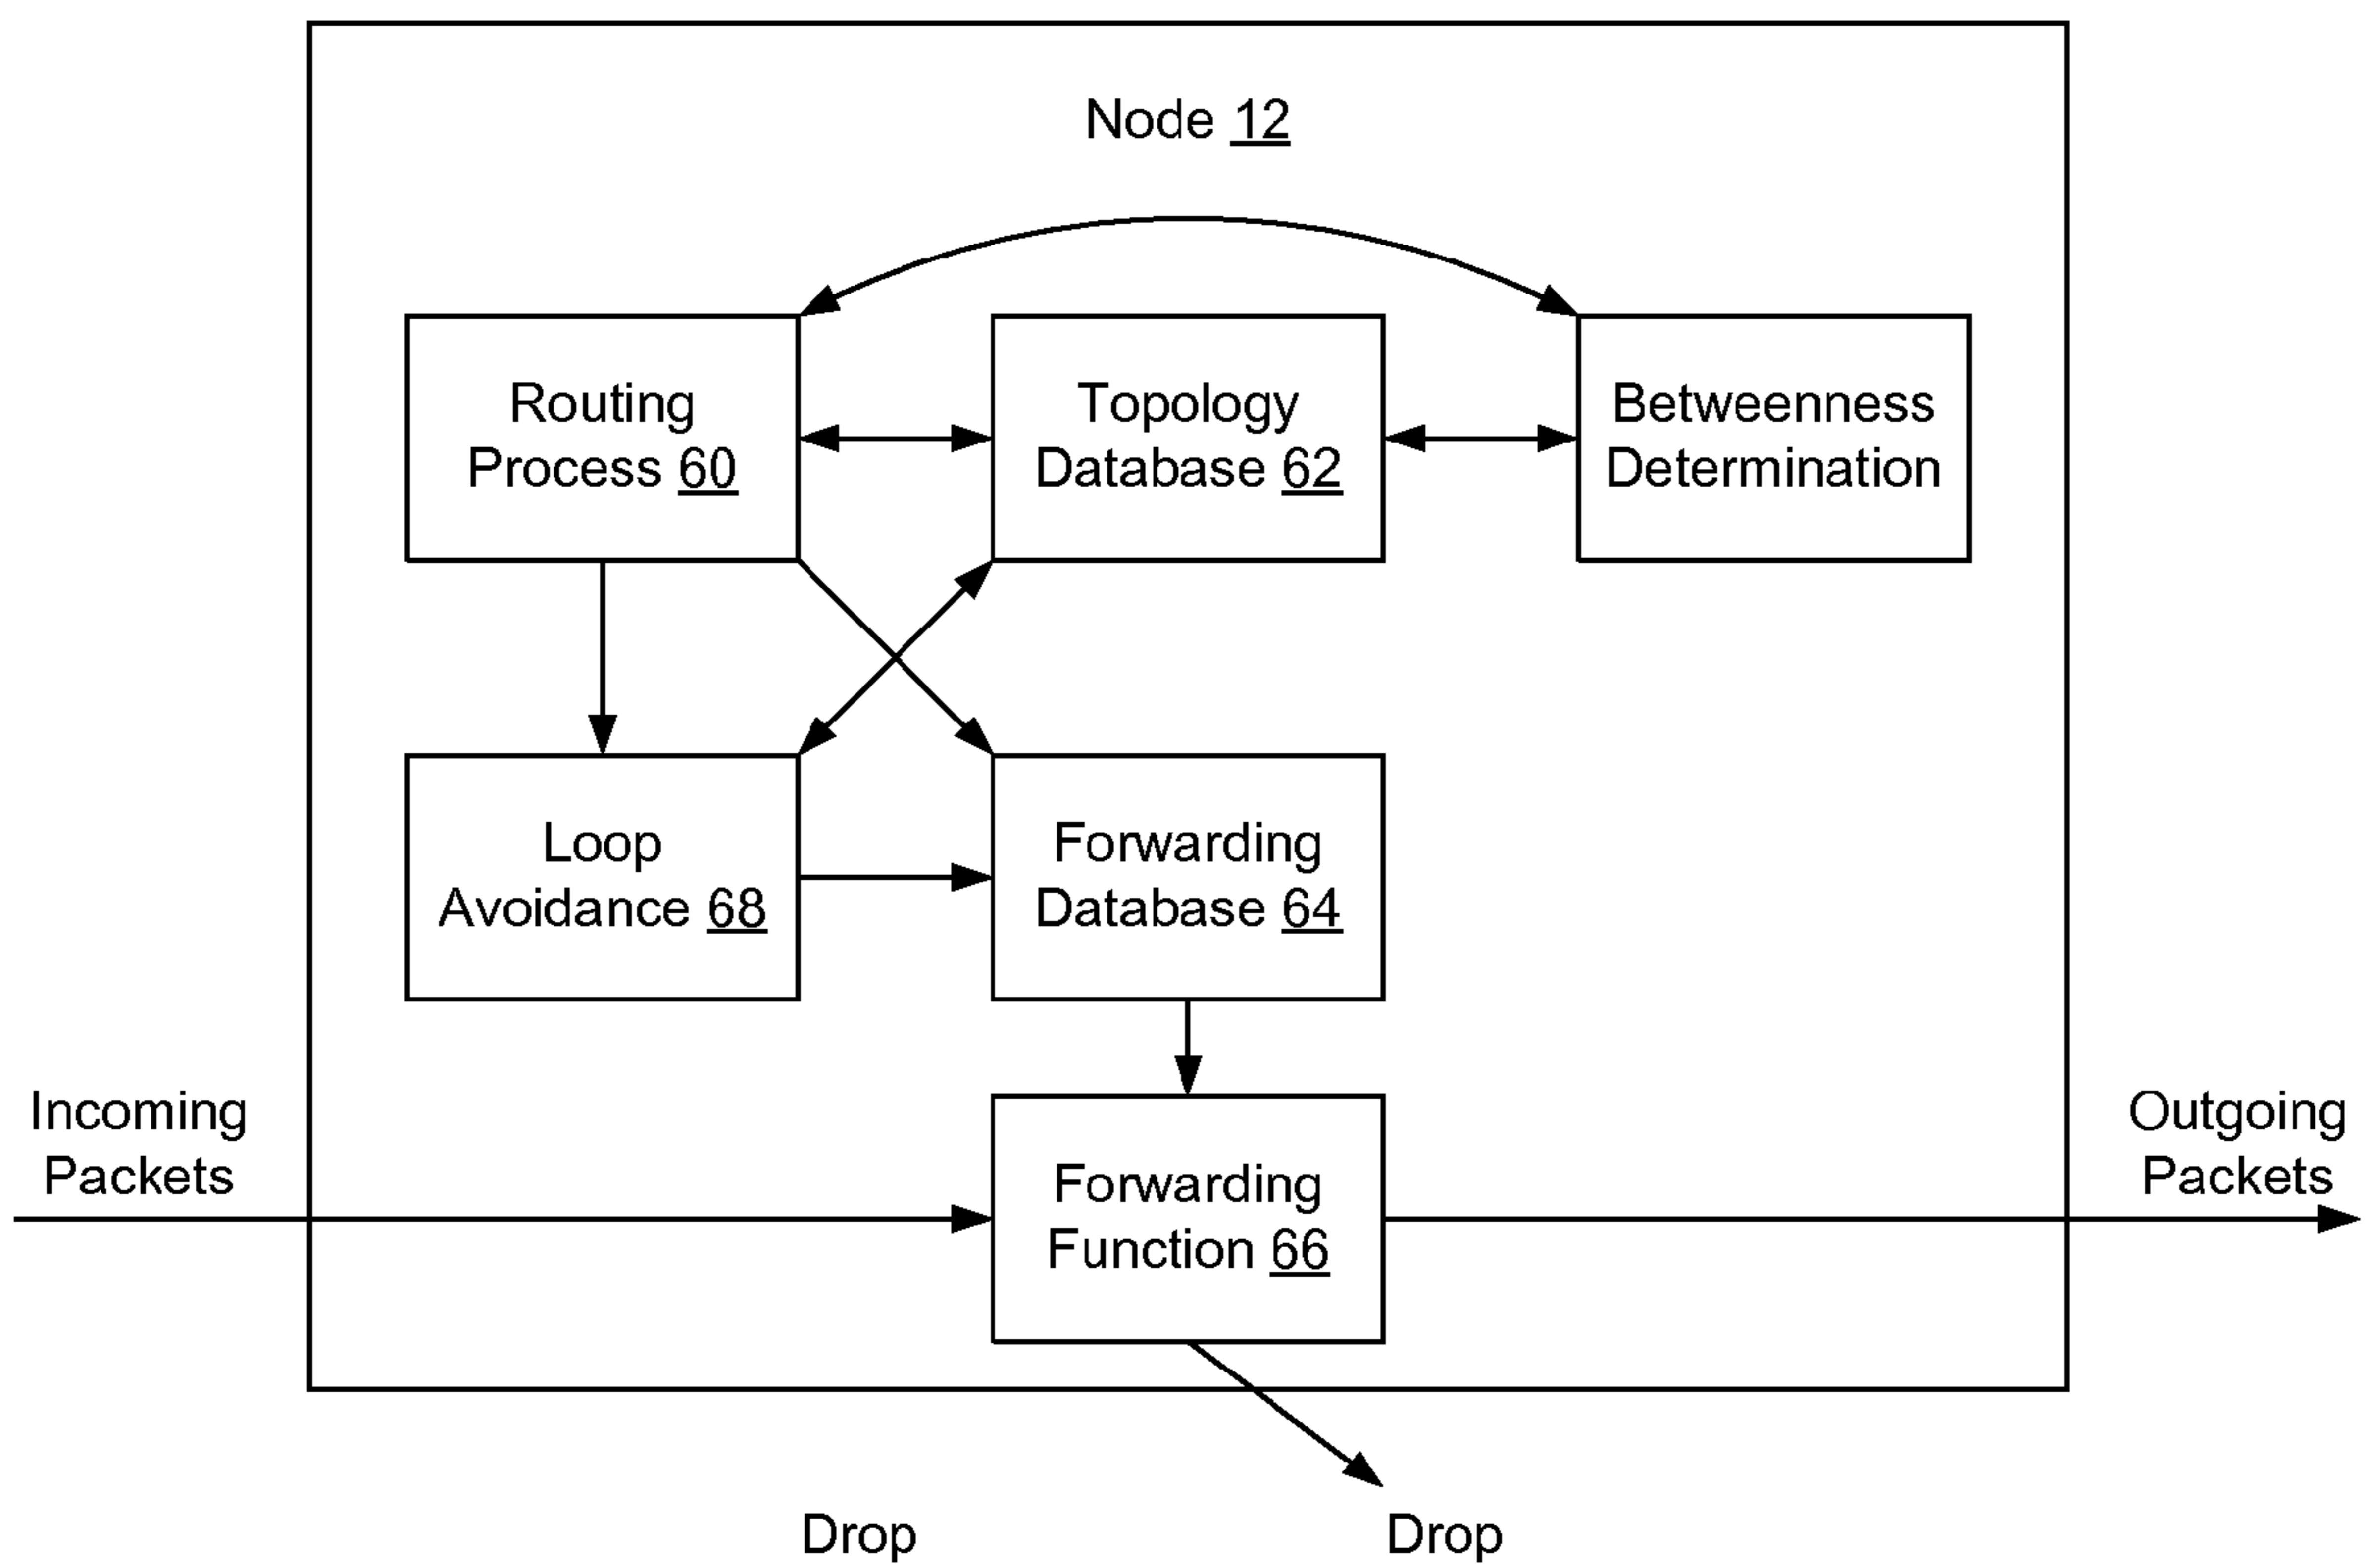 Node 12
Routing
Process 60
Topology
Database 62
Betweenness
Determination
Loop
Avoidance 68
Forwarding
Database 64
Incoming
Packets
Forwarding
Function 66
Outgoing
Packets
Drop
Drop